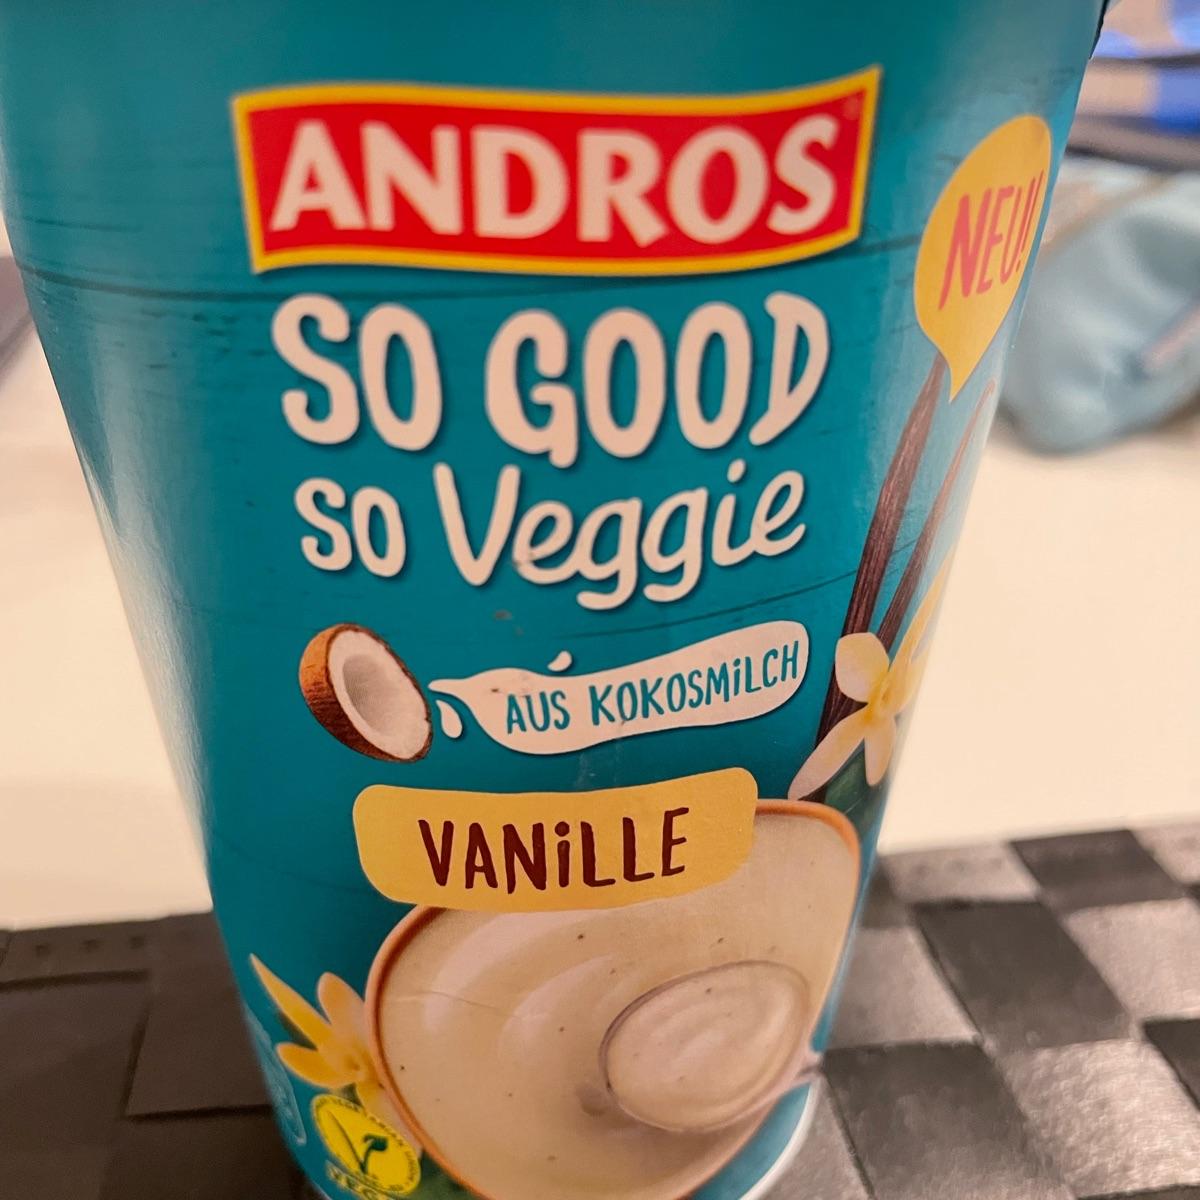 ANDROS
NEU!
SO GOOD
SO Veggie
AUS KOKOSMILCH
VANILLE